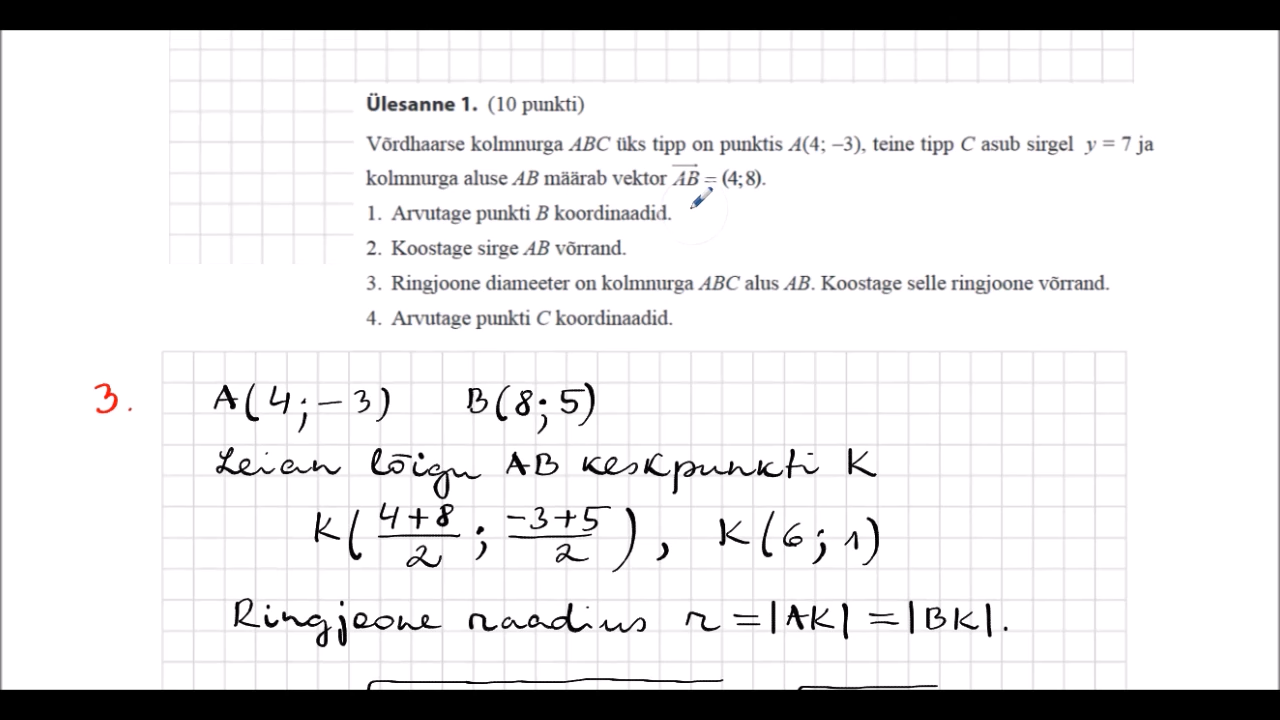 Ülesanne 1. (10 punkti)
Võrdhaarse kolmnurga ABC üks tipp on punktis A(4; –3), teine tipp C asub sirgel y = 7 ja
kolmnurga aluse AB määrab vektor \overrightarrow{AB} = (4;8).
1. Arvutage punkti B koordinaadid.
2. Koostage sirge AB võrrand.
3. Ringjoone diameeter on kolmnurga ABC alus AB. Koostage selle ringjoone võrrand.
4. Arvutage punkti C koordinaadid.
3. A(4; -3) B(8; 5)
Leian lõigu AB keskpunkti K
K((4+8)/2; (-3+5)/2), K(6; 1)
Ringjoone raadius r = |AK| = |BK|.